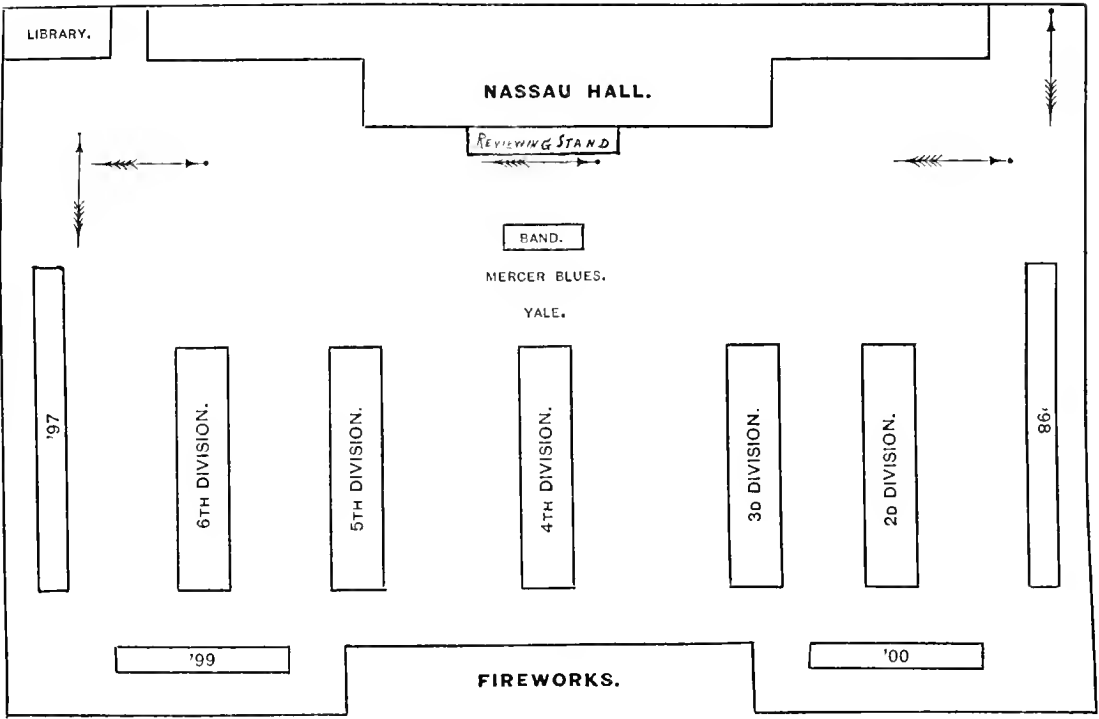 LIBRARY.
NASSAU HALL.
REVIEWING STAND
BAND.
MERCER BLUES.
YALE.
'97
6TH DIVISION.
5TH DIVISION.
4TH DIVISION.
3D DIVISION.
2D DIVISION.
'98
'99
'00
FIREWORKS.